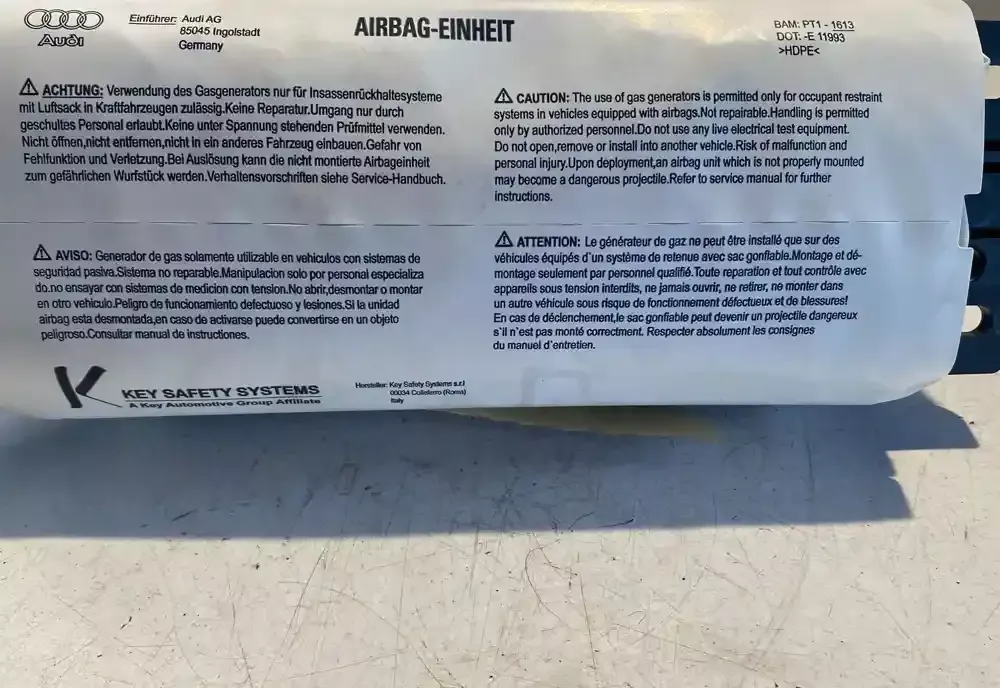 Audi
Einführer: Audi AG
85045 Ingolstadt
Germany
AIRBAG-EINHEIT
BAM: PT1 - 1613
DOT: -E 11993
>HDPE<
ACHTUNG: Verwendung des Gasgenerators nur für Insassenrückhaltesysteme
mit Luftsack in Kraftfahrzeugen zulässig.Keine Reparatur.Umgang nur durch
geschultes Personal erlaubt.Keine unter Spannung stehenden Prüfmittel verwenden.
Nicht öffnen,nicht entfernen,nicht in ein anderes Fahrzeug einbauen.Gefahr von
Fehlfunktion und Verletzung.Bei Auslösung kann die nicht montierte Airbageinheit
zum gefährlichen Wurfstück werden.Verhaltensvorschriften siehe Service-Handbuch.
CAUTION: The use of gas generators is permitted only for occupant restraint
systems in vehicles equipped with airbags.Not repairable.Handling is permitted
only by authorized personnel.Do not use any live electrical test equipment.
Do not open,remove or install into another vehicle.Risk of malfunction and
personal injury.Upon deployment,an airbag unit which is not properly mounted
may become a dangerous projectile.Refer to service manual for further
instructions.
AVISO: Generador de gas solamente utilizable en vehiculos con sistemas de
seguridad pasiva.Sistema no reparable.Manipulacion solo por personal especializa
do.no ensayar con sistemas de medicion con tension.No abrir,desmontar o montar
en otro vehiculo.Peligro de funcionamiento defectuoso y lesiones.Si la unidad
airbag esta desmontada,en caso de activarse puede convertirse en un objeto
peligroso.Consultar manual de instructiones.
ATTENTION: Le générateur de gaz ne peut être installé que sur des
véhicules équipés d'un système de retenue avec sac gonflable.Montage et dé-
montage seulement par personnel qualifié.Toute reparation et tout contrôle avec
appareils sous tension interdits, ne jamais ouvrir, ne retirer, ne monter dans
un autre véhicule sous risque de fonctionnement défectueux et de blessures!
En cas de déclenchement,le sac gonfiable peut devenir un projectile dangereux
s'il n'est pas monté correctment. Respecter absolument les consignes
du manuel d'entretien.
KEY SAFETY SYSTEMS
A Key Automotive Group Affiliate
Hersteller: Key Safety Systems s.r.l
00034 Colleferro (Roma)
Italy